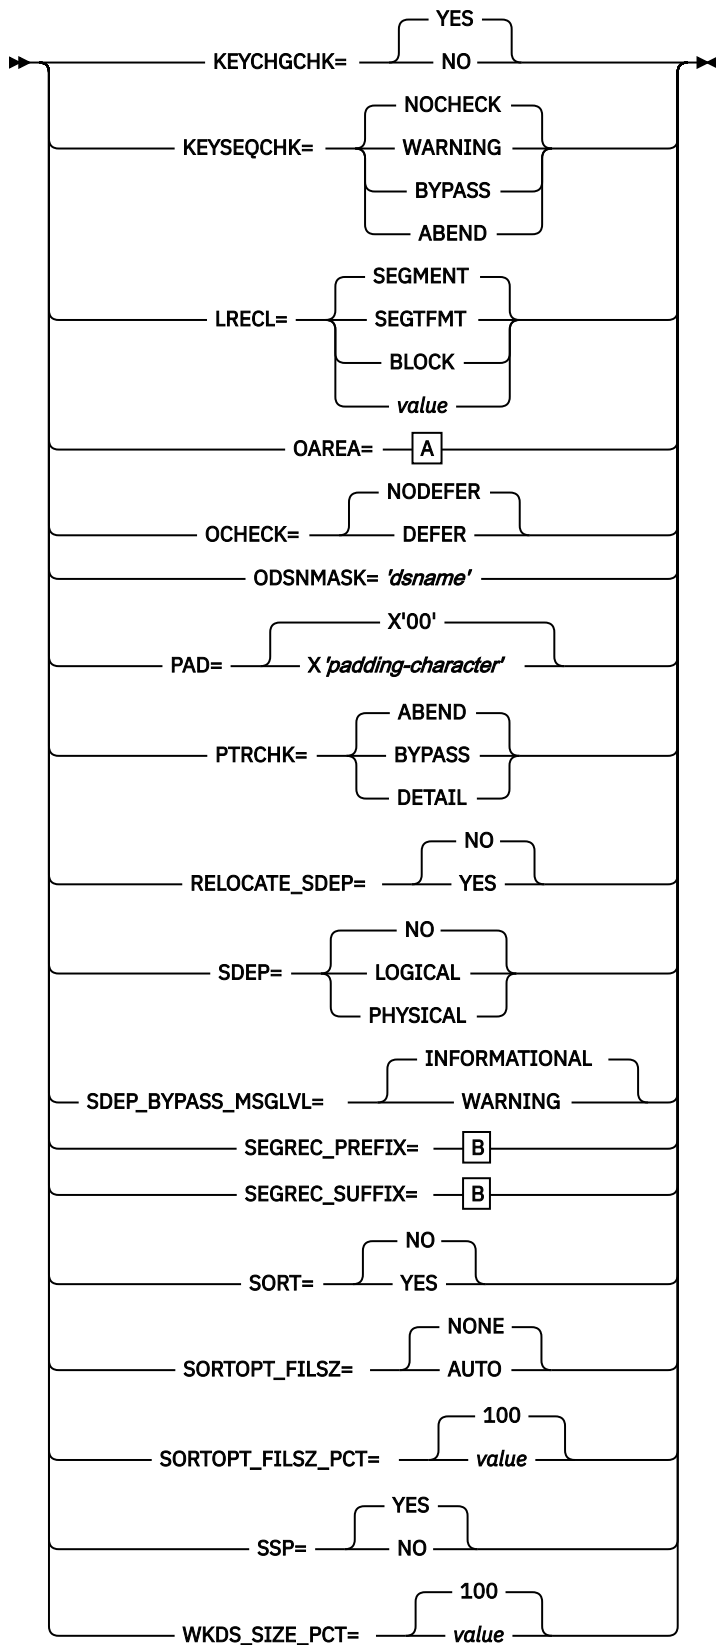 YES
KEYCHGCHK= NO
NOCHECK
KEYSEQCHK= WARNING
BYPASS
ABEND
SEGMENT
LRECL= SEGTFMT
BLOCK
value
OAREA= A
NODEFER
OCHECK= DEFER
ODSNMASK= 'dsname'
X'00'
PAD= X 'padding-character'
ABEND
PTRCHK= BYPASS
DETAIL
NO
RELOCATE_SDEP= YES
NO
SDEP= LOGICAL
PHYSICAL
INFORMATIONAL
SDEP_BYPASS_MSGLVL= WARNING
SEGREC_PREFIX= B
SEGREC_SUFFIX= B
NO
SORT= YES
NONE
SORTOPT_FILSZ= AUTO
100
SORTOPT_FILSZ_PCT= value
YES
SSP= NO
100
WKDS_SIZE_PCT= value